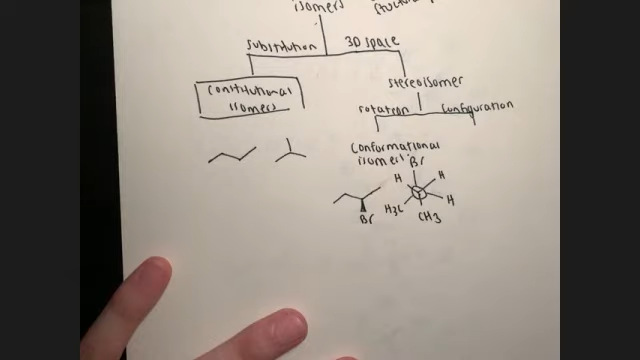 isomers
substitution 3D space
constitutional
isomers
stereoisomer
rotation configuration
conformational
isomers
Br
H H
H
H3C
CH3
Br